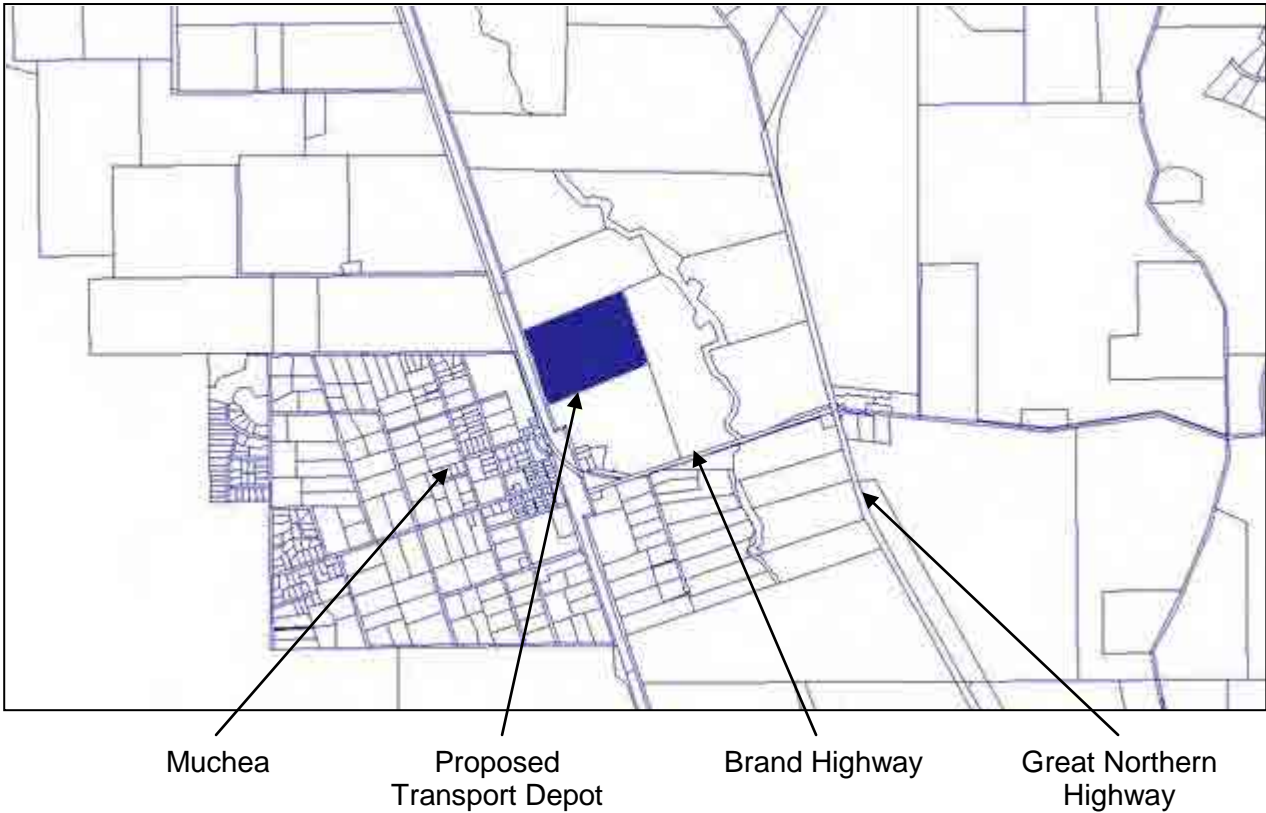 Muchea
Proposed
Transport Depot
Brand Highway
Great Northern
Highway